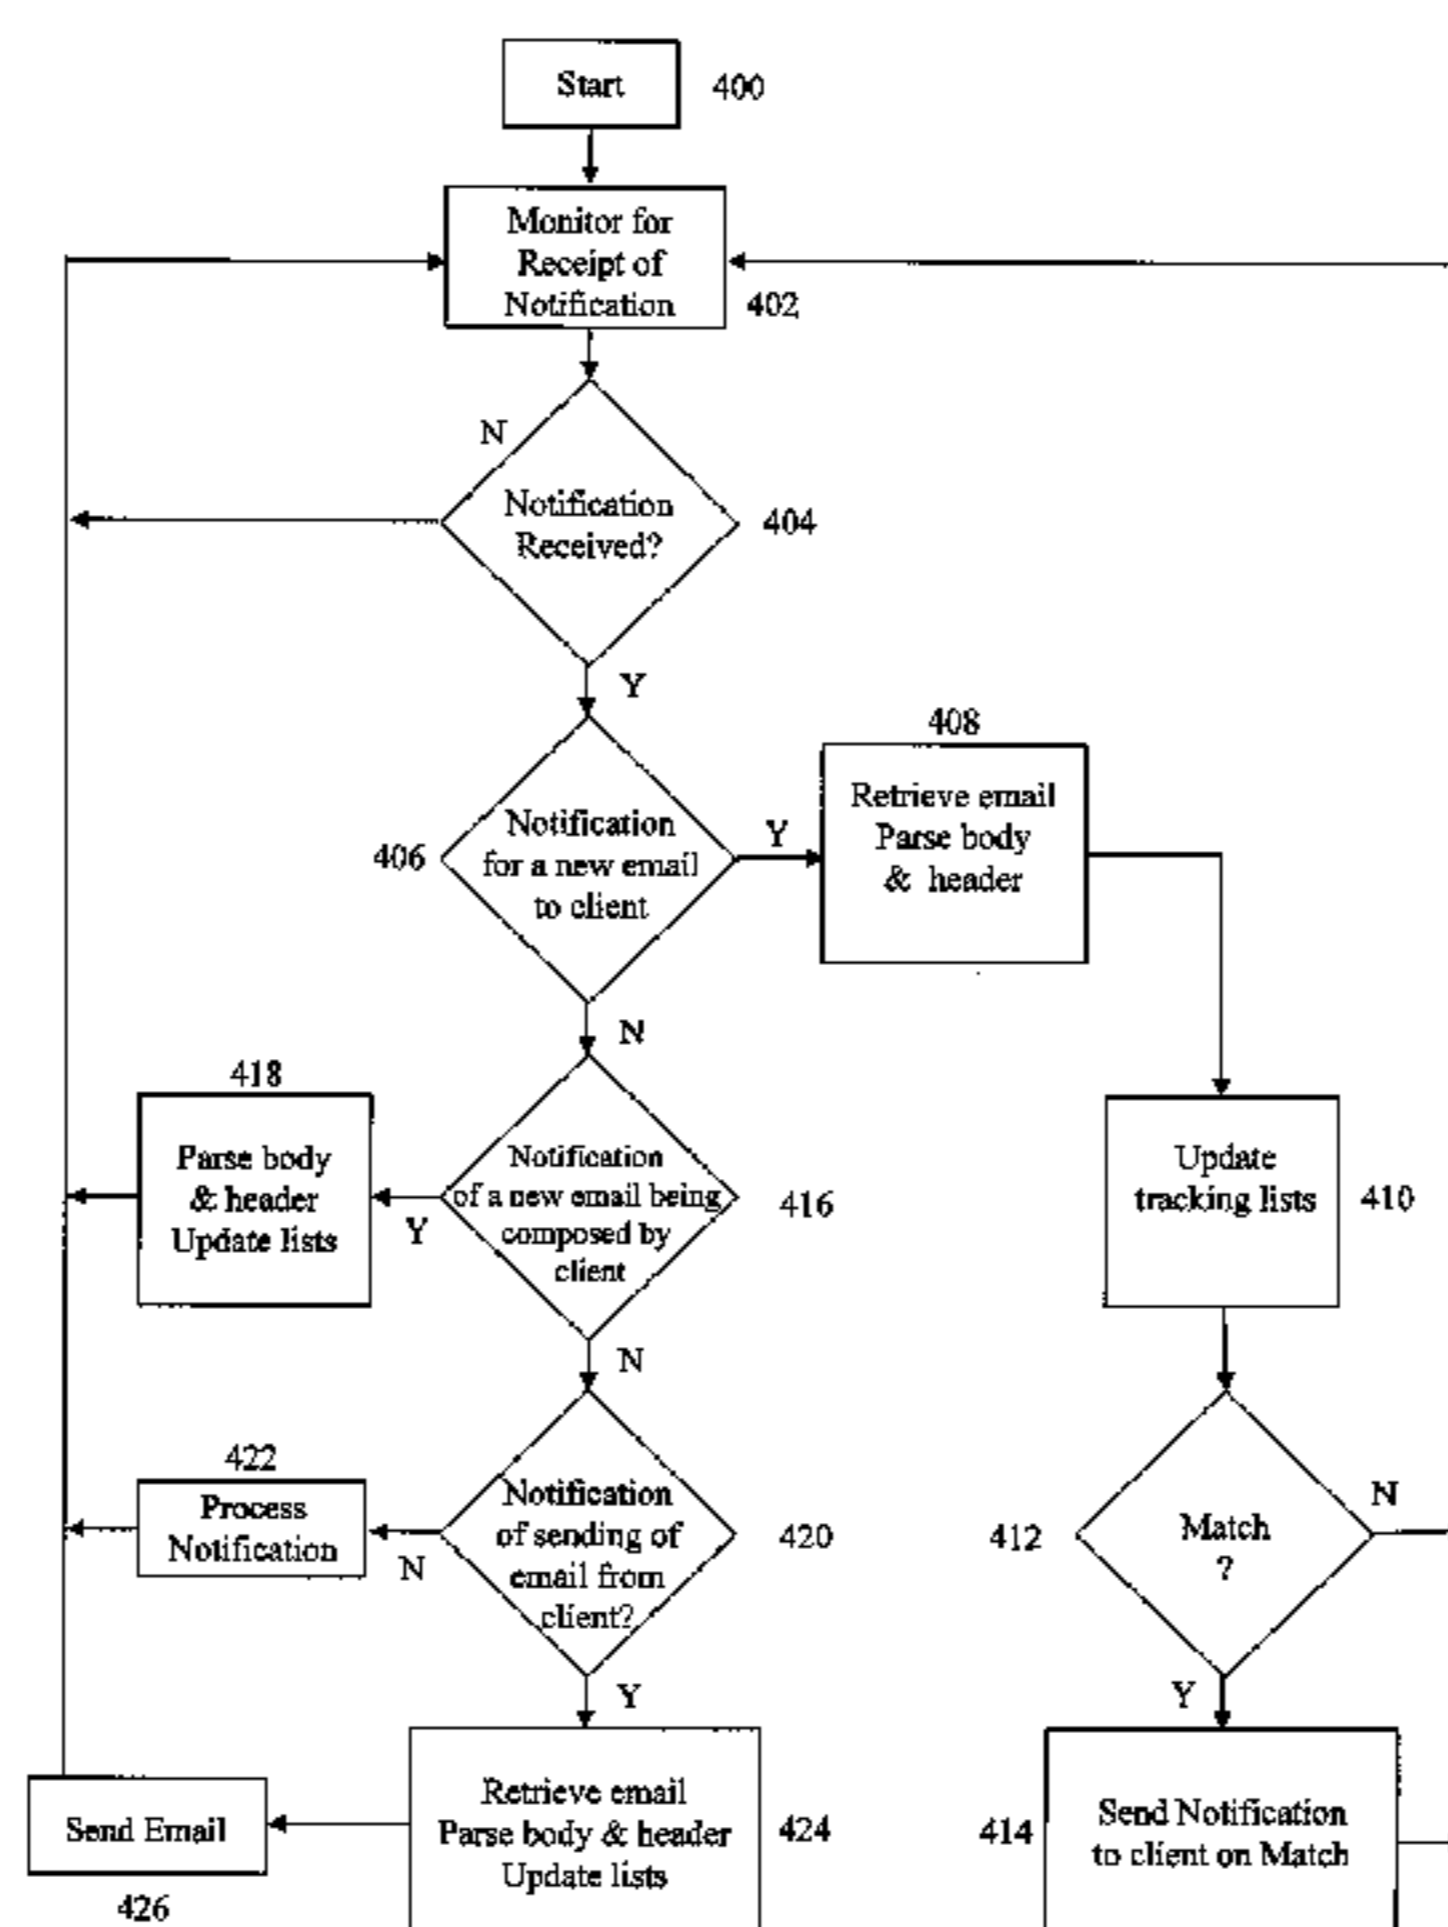 Start
400
Monitor for
Receipt of
Notification
402
N
Notification
Received?
404
Y
408
Retrieve email
Parse body
& header
Notification
for a new email
to client
406
Y
N
418
Parse body
& header
Update lists
Y
Notification
of a new email being
composed by
client
416
Update
tracking lists
410
N
422
Process
Notification
N
Notification
of sending of
email from
client?
420
412
Match
?
N
Y
Y
Send Email
426
Retrieve email
Parse body & header
Update lists
424
414
Send Notification
to client on Match